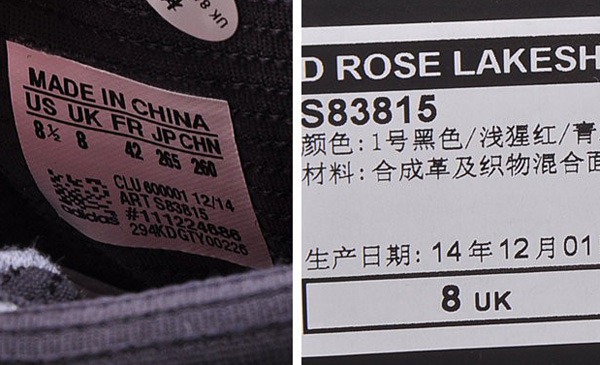 UK 8
MADE IN CHINA
US UK FR JP CHN
8½ 8 42 265 260
CLU 600001 12/14
ART S83815
#111224686
294KDGTY00225
adidas
D ROSE LAKESH
S83815
颜色:1号黑色/浅猩红/青
材料:合成革及织物混合面
生产日期: 14年12月01
8 UK